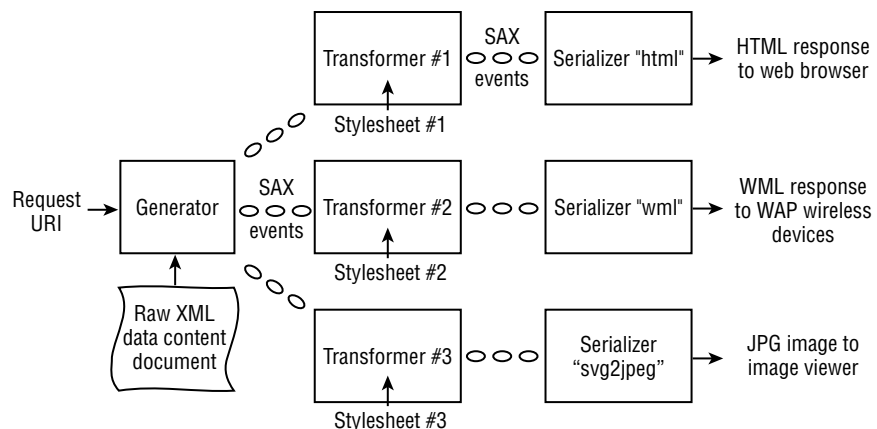 Transformer #1
SAX
events
Serializer "html"
HTML response
to web browser
Stylesheet #1
Request
URI
Generator
SAX
events
Transformer #2
Serializer "wml"
WML response
to WAP wireless
devices
Stylesheet #2
Raw XML
data content
document
Transformer #3
Serializer
“svg2jpeg”
JPG image to
image viewer
Stylesheet #3